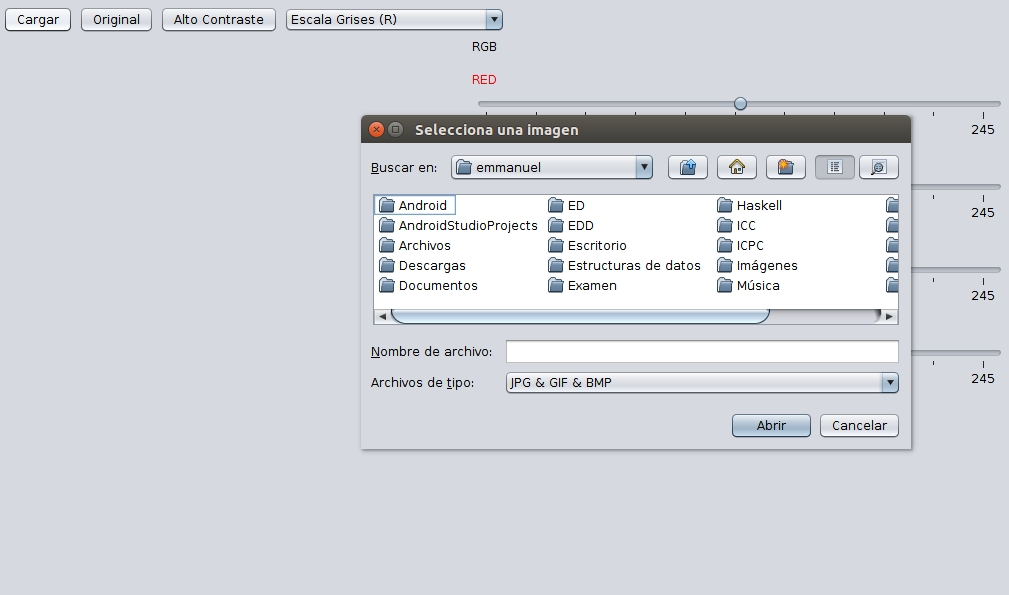 Cargar Original Alto Contraste Escala Grises (R)
RGB
RED
245
Selecciona una imagen
Buscar en: emmanuel
Android ED Haskell
245
AndroidStudioProjects EDD ICC
Archivos Escritorio ICPC
Descargas Estructuras de datos Imágenes
Documentos Examen Música
245
Nombre de archivo:
Archivos de tipo: JPG & GIF & BMP
245
Abrir Cancelar